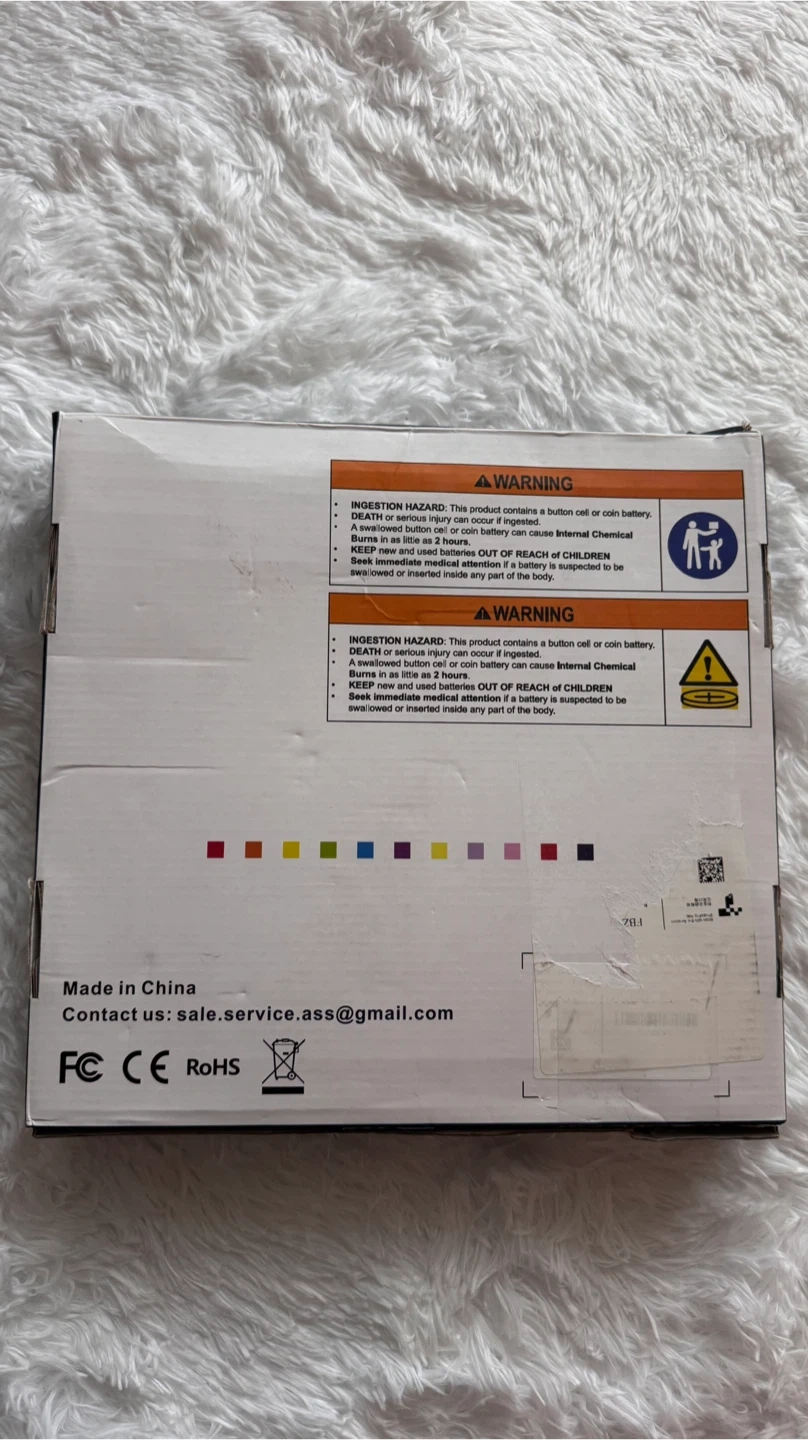 ⚠WARNING
• INGESTION HAZARD: This product contains a button cell or coin battery.
• DEATH or serious injury can occur if ingested.
• A swallowed button cell or coin battery can cause Internal Chemical
Burns in as little as 2 hours.
• KEEP new and used batteries OUT OF REACH of CHILDREN
• Seek immediate medical attention if a battery is suspected to be
swallowed or inserted inside any part of the body.
⚠WARNING
• INGESTION HAZARD: This product contains a button cell or coin battery.
• DEATH or serious injury can occur if ingested.
• A swallowed button cell or coin battery can cause Internal Chemical
Burns in as little as 2 hours.
• KEEP new and used batteries OUT OF REACH of CHILDREN
• Seek immediate medical attention if a battery is suspected to be
swallowed or inserted inside any part of the body.
Made in China
Contact us: sale.service.ass@gmail.com
FC CE RoHS